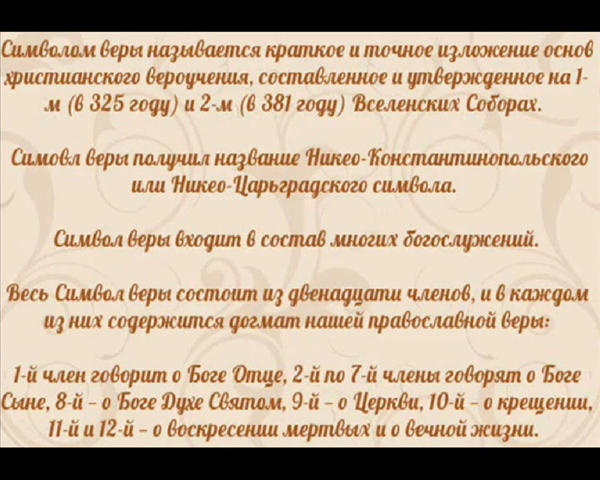 Символом веры называется краткое и точное изложение основ
христианского вероучения, составленное и утвержденное на 1-
м (в 325 году) и 2-м (в 381 году) Вселенских Соборах.
Симовл веры получил название Никео-Константинопольского
или Никео-Царьградского символа.
Символ веры входит в состав многих богослужений.
Весь Символ веры состоит из двенадцати членов, и в каждом
из них содержится догмат нашей православной веры:
1-й член говорит о Боге Отце, 2-й по 7-й члены говорят о Боге
Сыне, 8-й – о Боге Духе Святом, 9-й – о Церкви, 10-й – о крещении,
11-й и 12-й – о воскресении мертвых и о вечной жизни.